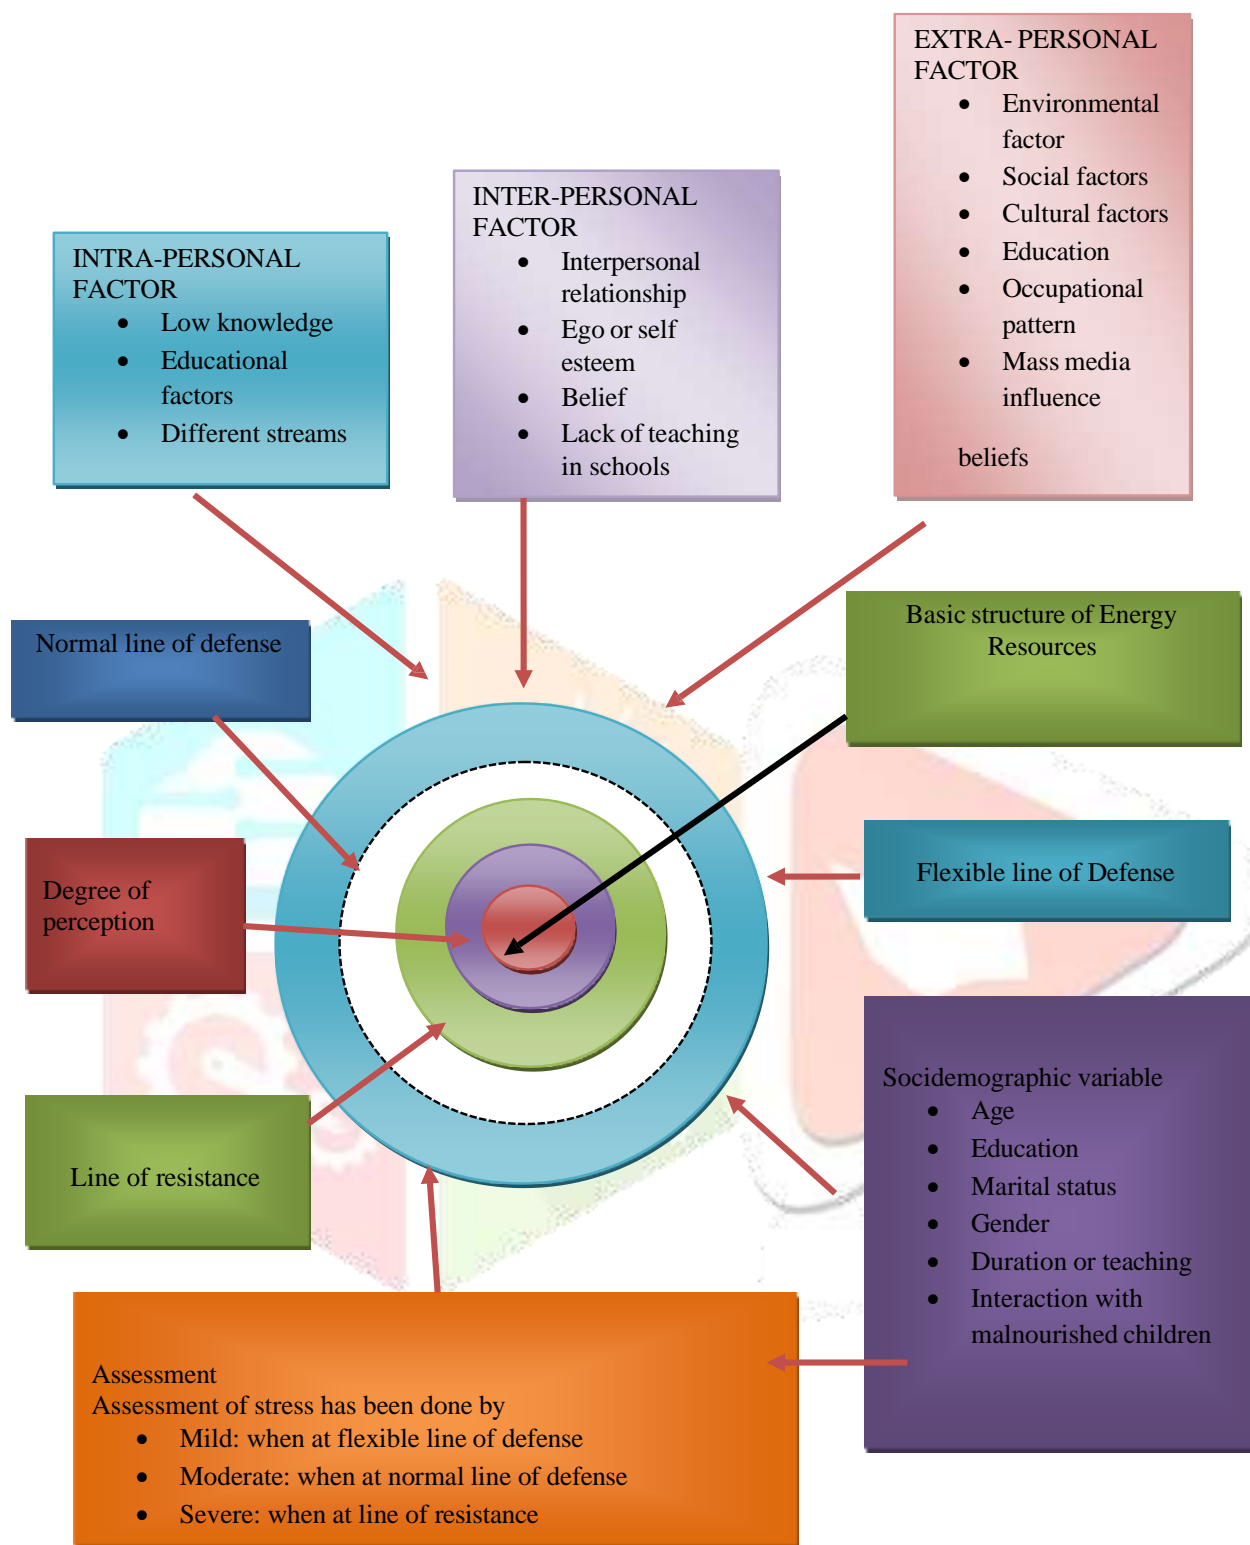 EXTRA- PERSONAL
FACTOR
• Environmental
factor
• Social factors
• Cultural factors
• Education
• Occupational
pattern
• Mass media
influence
beliefs
INTER-PERSONAL
FACTOR
• Interpersonal
relationship
• Ego or self
esteem
• Belief
• Lack of teaching
in schools
INTRA-PERSONAL
FACTOR
• Low knowledge
• Educational
factors
• Different streams
Normal line of defense
Basic structure of Energy
Resources
Degree of
perception
Flexible line of Defense
Line of resistance
Socidemographic variable
• Age
• Education
• Marital status
• Gender
• Duration or teaching
• Interaction with
malnourished children
Assessment
Assessment of stress has been done by
• Mild: when at flexible line of defense
• Moderate: when at normal line of defense
• Severe: when at line of resistance